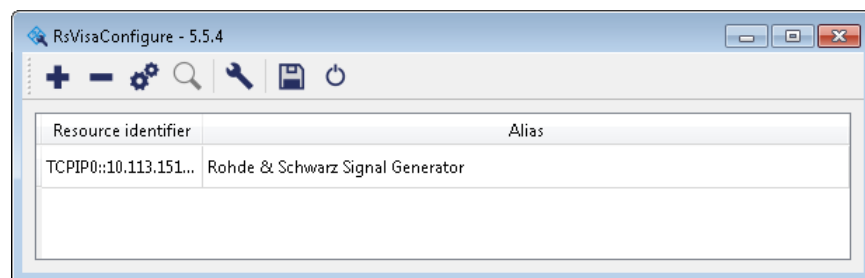 RsVisaConfigure - 5.5.4
Resource identifier Alias
TCPIP0::10.113.151... Rohde & Schwarz Signal Generator